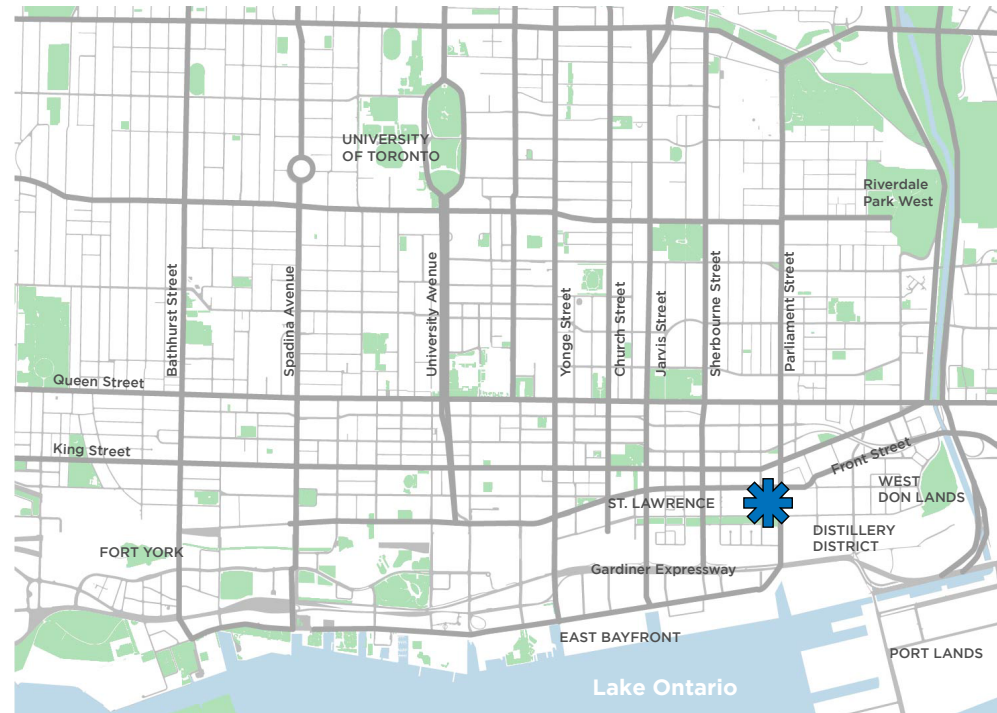 UNIVERSITY
OF TORONTO
Riverdale
Park West
Bathhurst Street
Spadina Avenue
University Avenue
Yonge Street
Church Street
Jarvis Street
Sherbourne Street
Parliament Street
Queen Street
King Street
Front Street
WEST
DON LANDS
ST. LAWRENCE
DISTILLERY
DISTRICT
FORT YORK
Gardiner Expressway
EAST BAYFRONT
PORT LANDS
Lake Ontario